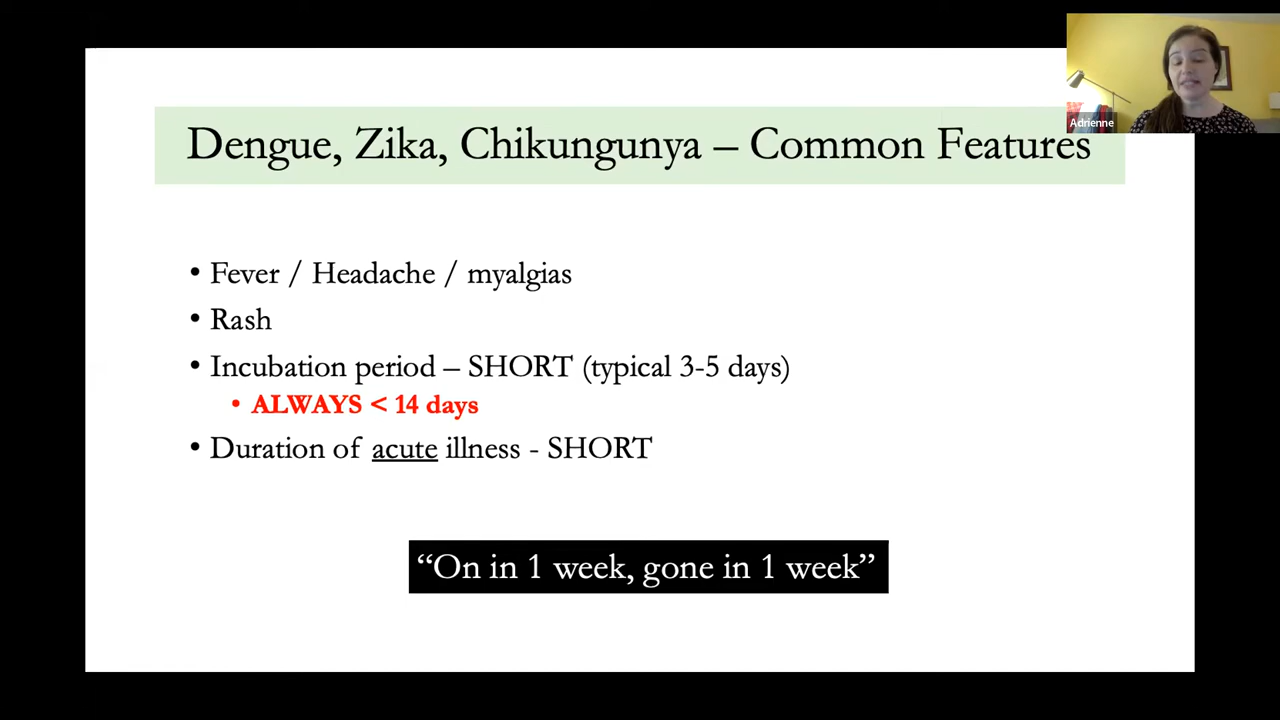 Adrienne
Dengue, Zika, Chikungunya – Common Features
• Fever / Headache / myalgias
• Rash
• Incubation period – SHORT (typical 3-5 days)
• ALWAYS < 14 days
• Duration of acute illness - SHORT
“On in 1 week, gone in 1 week”